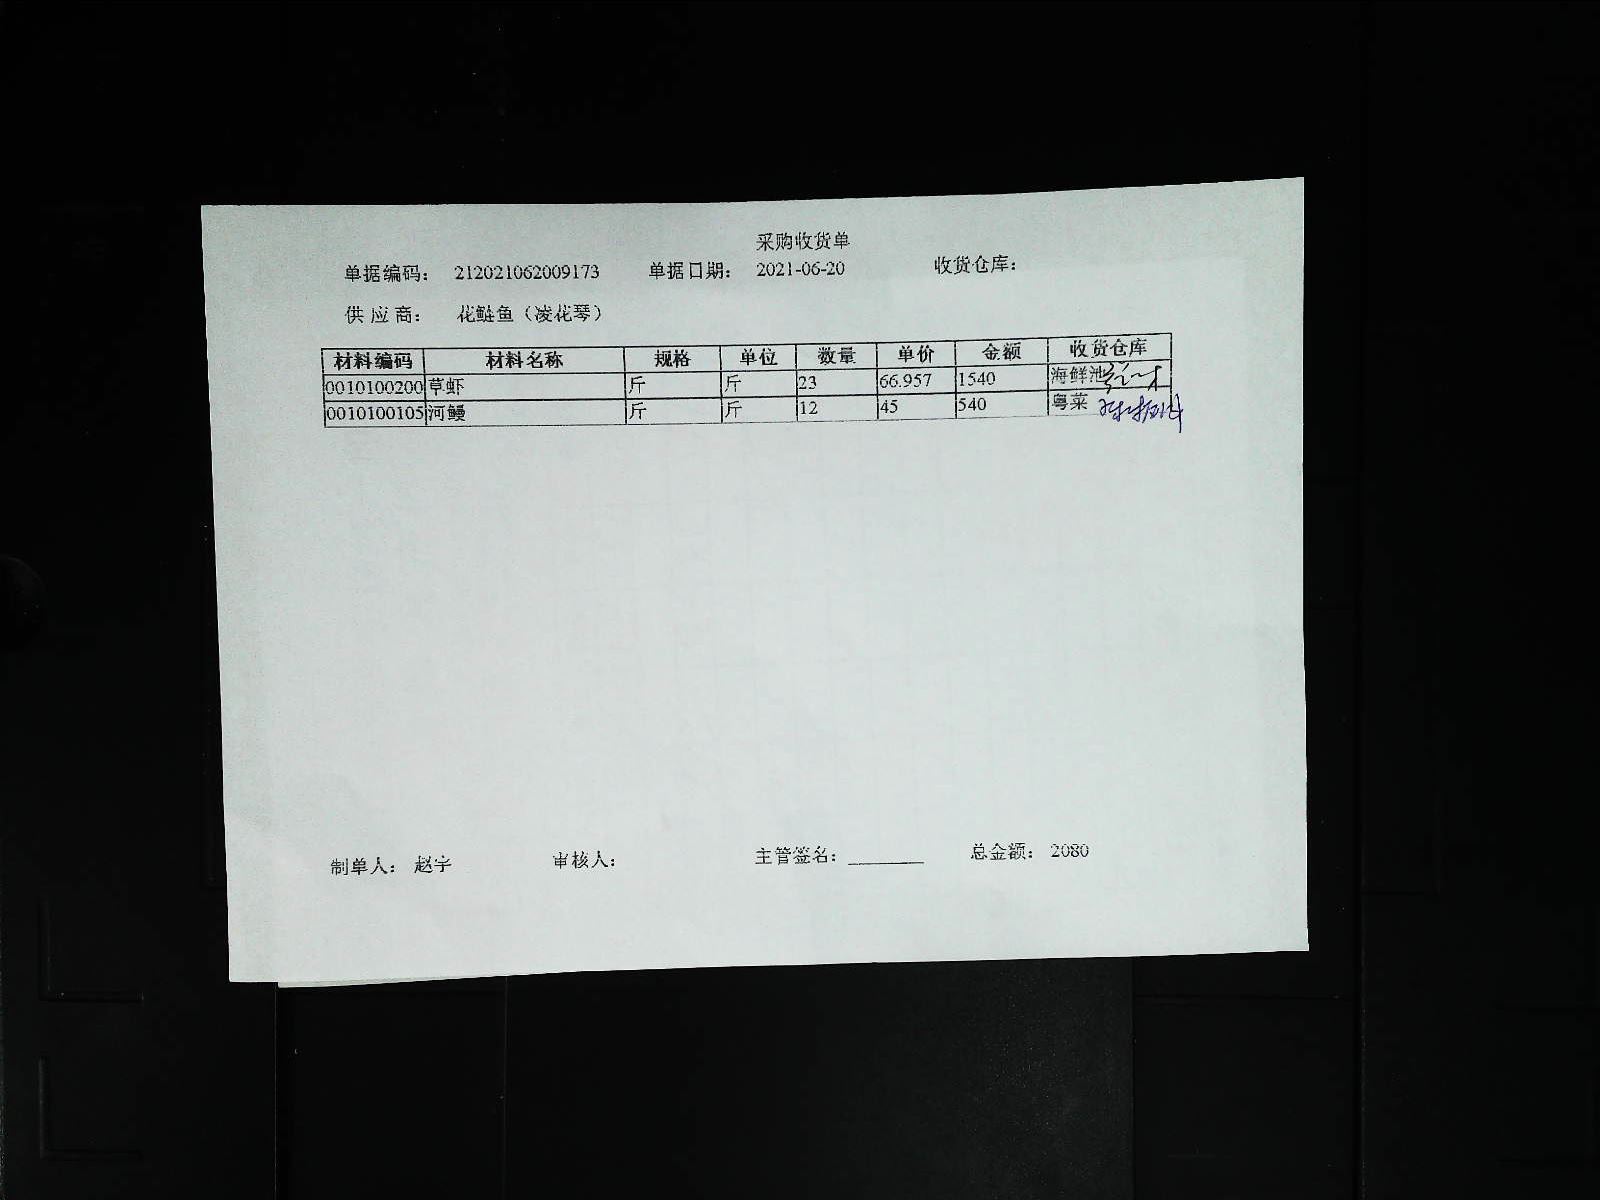 采购收货单
单据编码： 212021062009173 单据日期： 2021-06-20 收货仓库：
供 应 商： 花鲢鱼（凌花琴）
材料编码 材料名称 规格 单位 数量 单价 金额 收货仓库
0010100200 草虾 斤 斤 23 66.957 1540 海鲜池
0010100105 河鳗 斤 斤 12 45 540 粤菜
制单人： 赵宇 审核人： 主管签名：________ 总金额： 2080